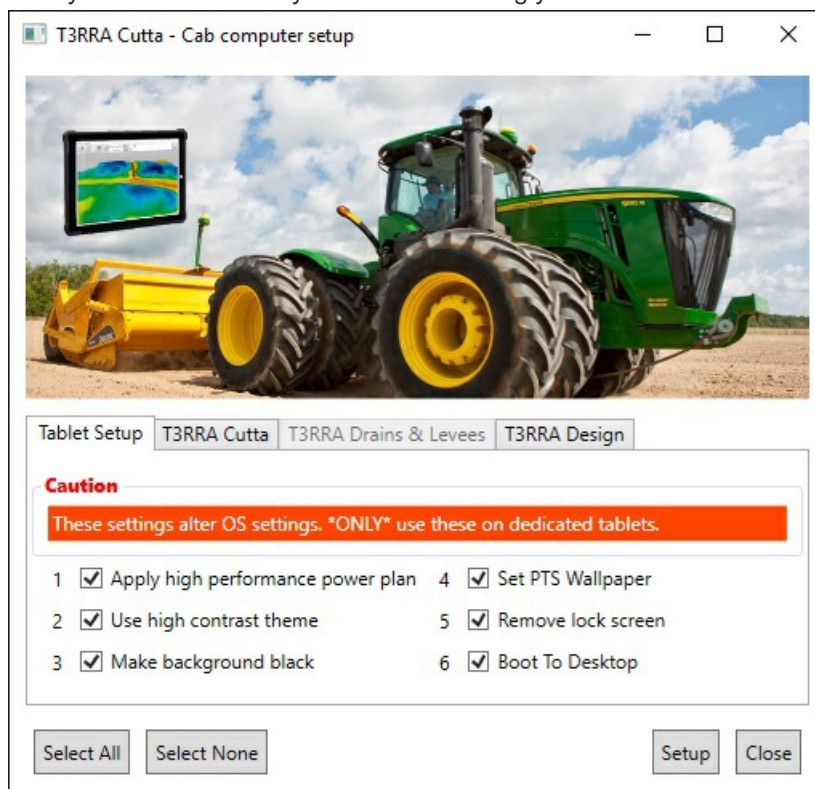 T3RRA Cutta - Cab computer setup
Tablet Setup
T3RRA Cutta
T3RRA Drains & Levees
T3RRA Design
Caution
These settings alter OS settings. *ONLY* use these on dedicated tablets.
1 Apply high performance power plan
4 Set PTS Wallpaper
2 Use high contrast theme
5 Remove lock screen
3 Make background black
6 Boot To Desktop
Select All
Select None
Setup
Close